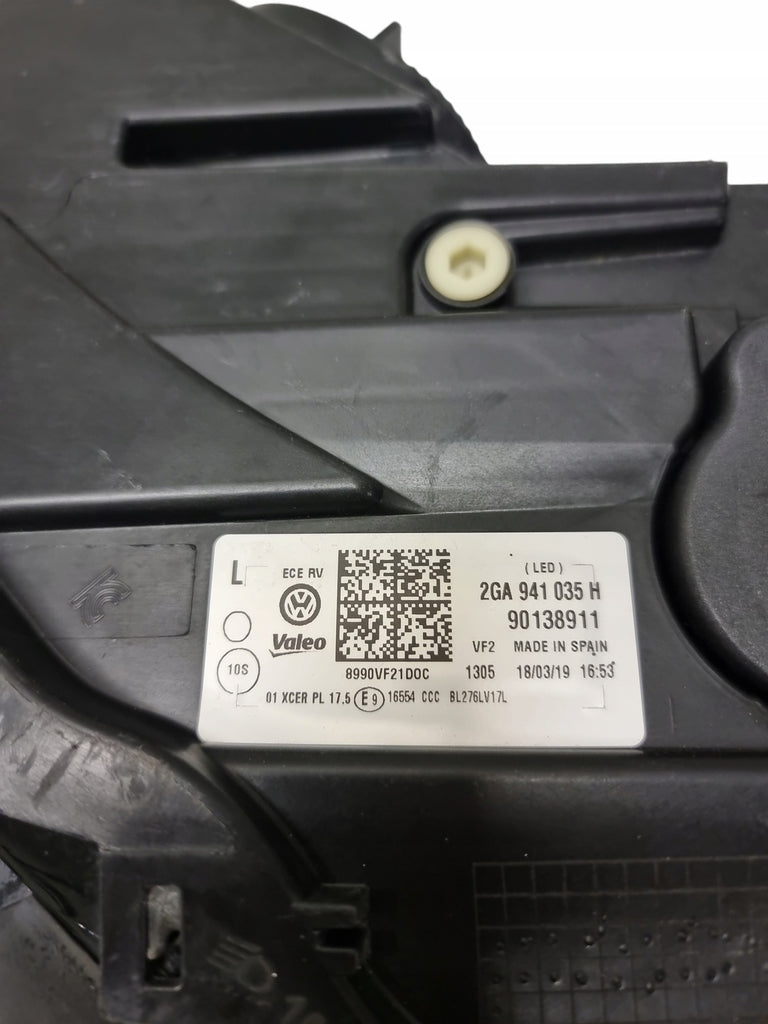 L ECE RV (LED)
2GA 941 035 H
90138911
Valeo
VF2 MADE IN SPAIN
10S
8990VF21D0C 1305 18/03/19 16:53
01 XCER PL 17,5 E9 16554 CCC BL276LV17L